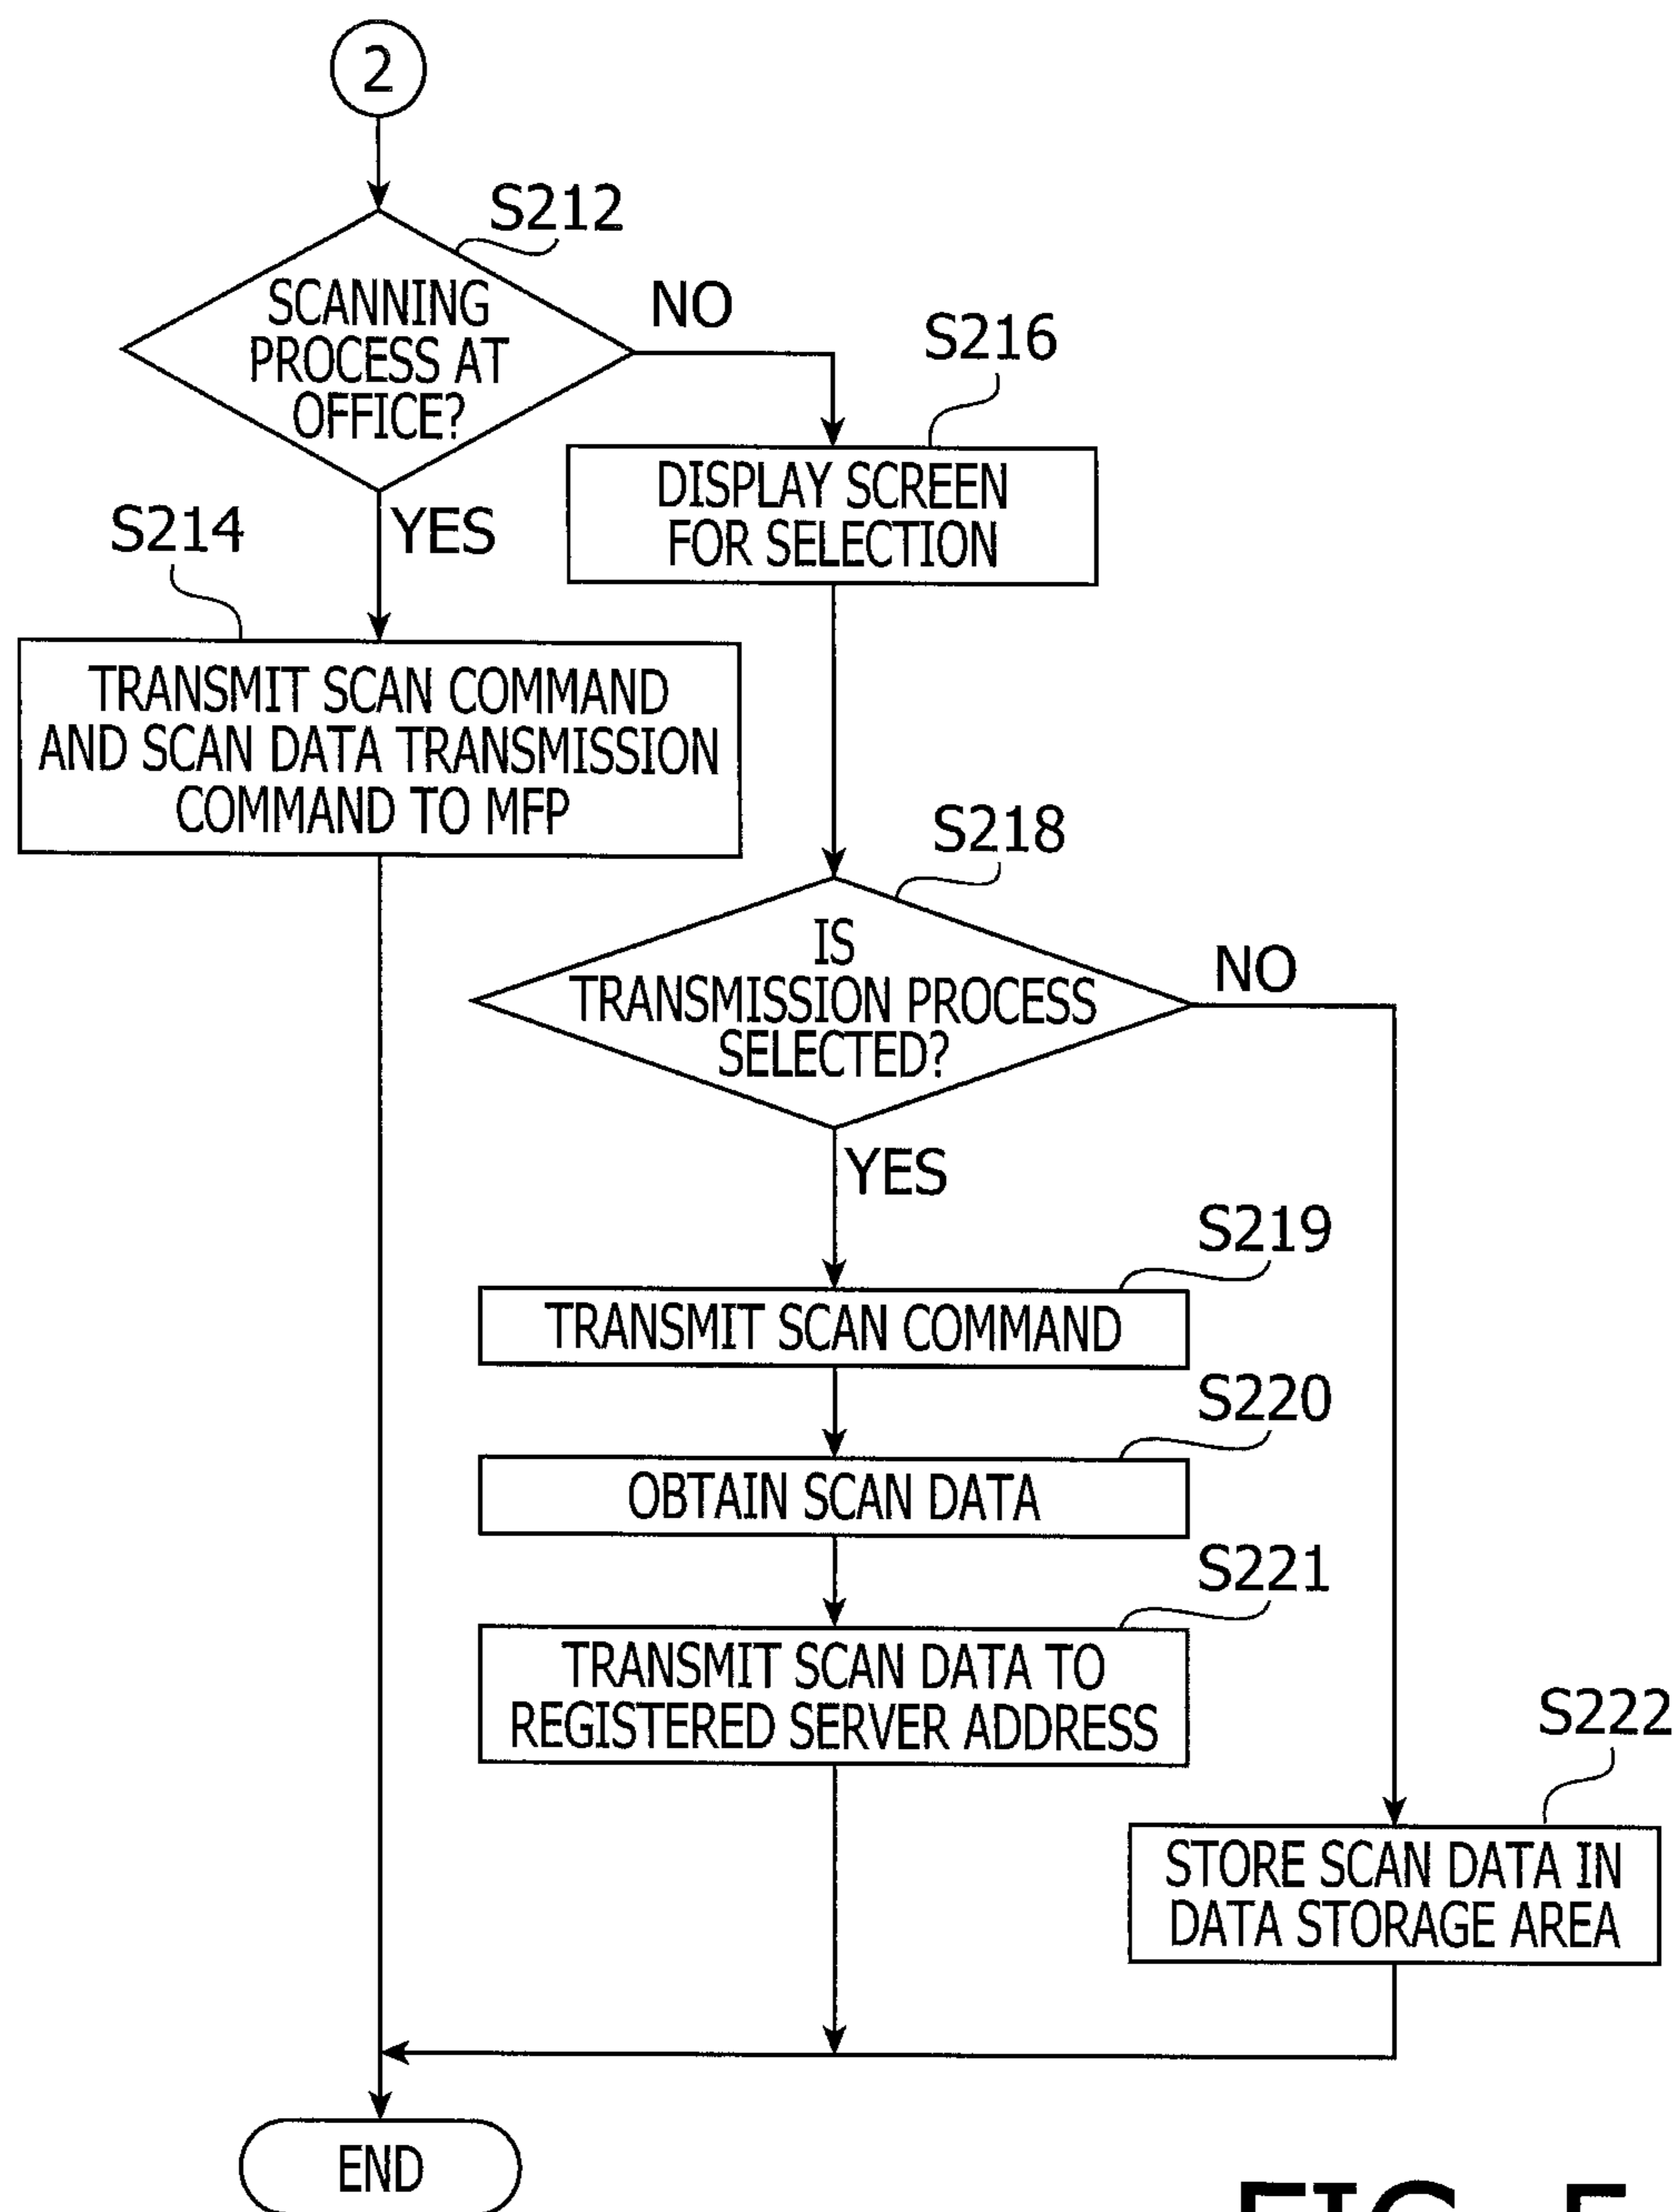 2
S212
SCANNING
PROCESS AT
OFFICE?
NO
S216
DISPLAY SCREEN
FOR SELECTION
S214
YES
TRANSMIT SCAN COMMAND
AND SCAN DATA TRANSMISSION
COMMAND TO MFP
S218
IS
TRANSMISSION PROCESS
SELECTED?
NO
YES
S219
TRANSMIT SCAN COMMAND
S220
OBTAIN SCAN DATA
S221
TRANSMIT SCAN DATA TO
REGISTERED SERVER ADDRESS
S222
STORE SCAN DATA IN
DATA STORAGE AREA
END
FIG. 5